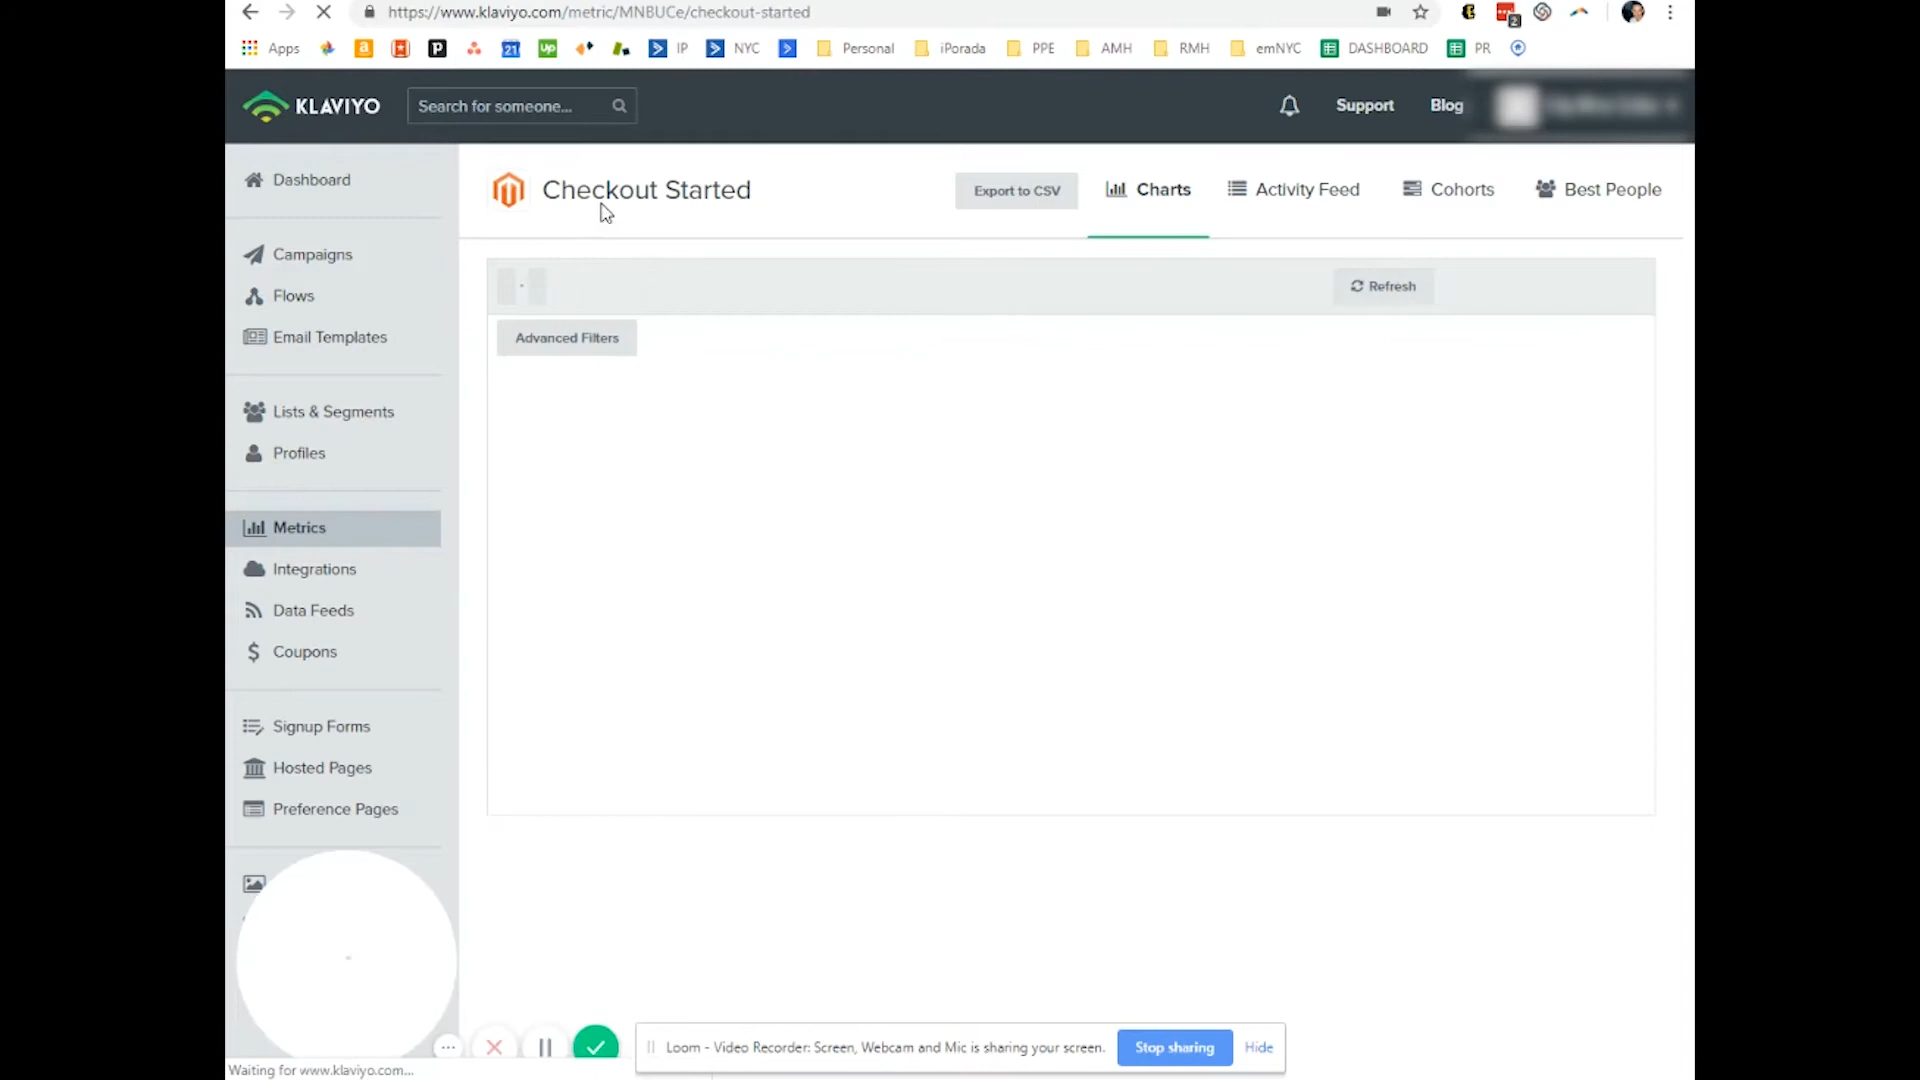 https://www.klaviyo.com/metric/MNBUCe/checkout-started
2
Apps
a
P
21
up
IP
NYC
Personal
iPorada
PPE
AMH
RMH
emNYC
DASHBOARD
PR
KLAVIYO
Search for someone...
Support
Blog
Dashboard
Campaigns
Flows
Email Templates
Lists & Segments
Profiles
Metrics
Integrations
Data Feeds
Coupons
Signup Forms
Hosted Pages
Preference Pages
Checkout Started
Export to CSV
Charts
Activity Feed
Cohorts
Best People
-
Refresh
Advanced Filters
Loom - Video Recorder: Screen, Webcam and Mic is sharing your screen.
Stop sharing
Hide
Waiting for www.klaviyo.com...